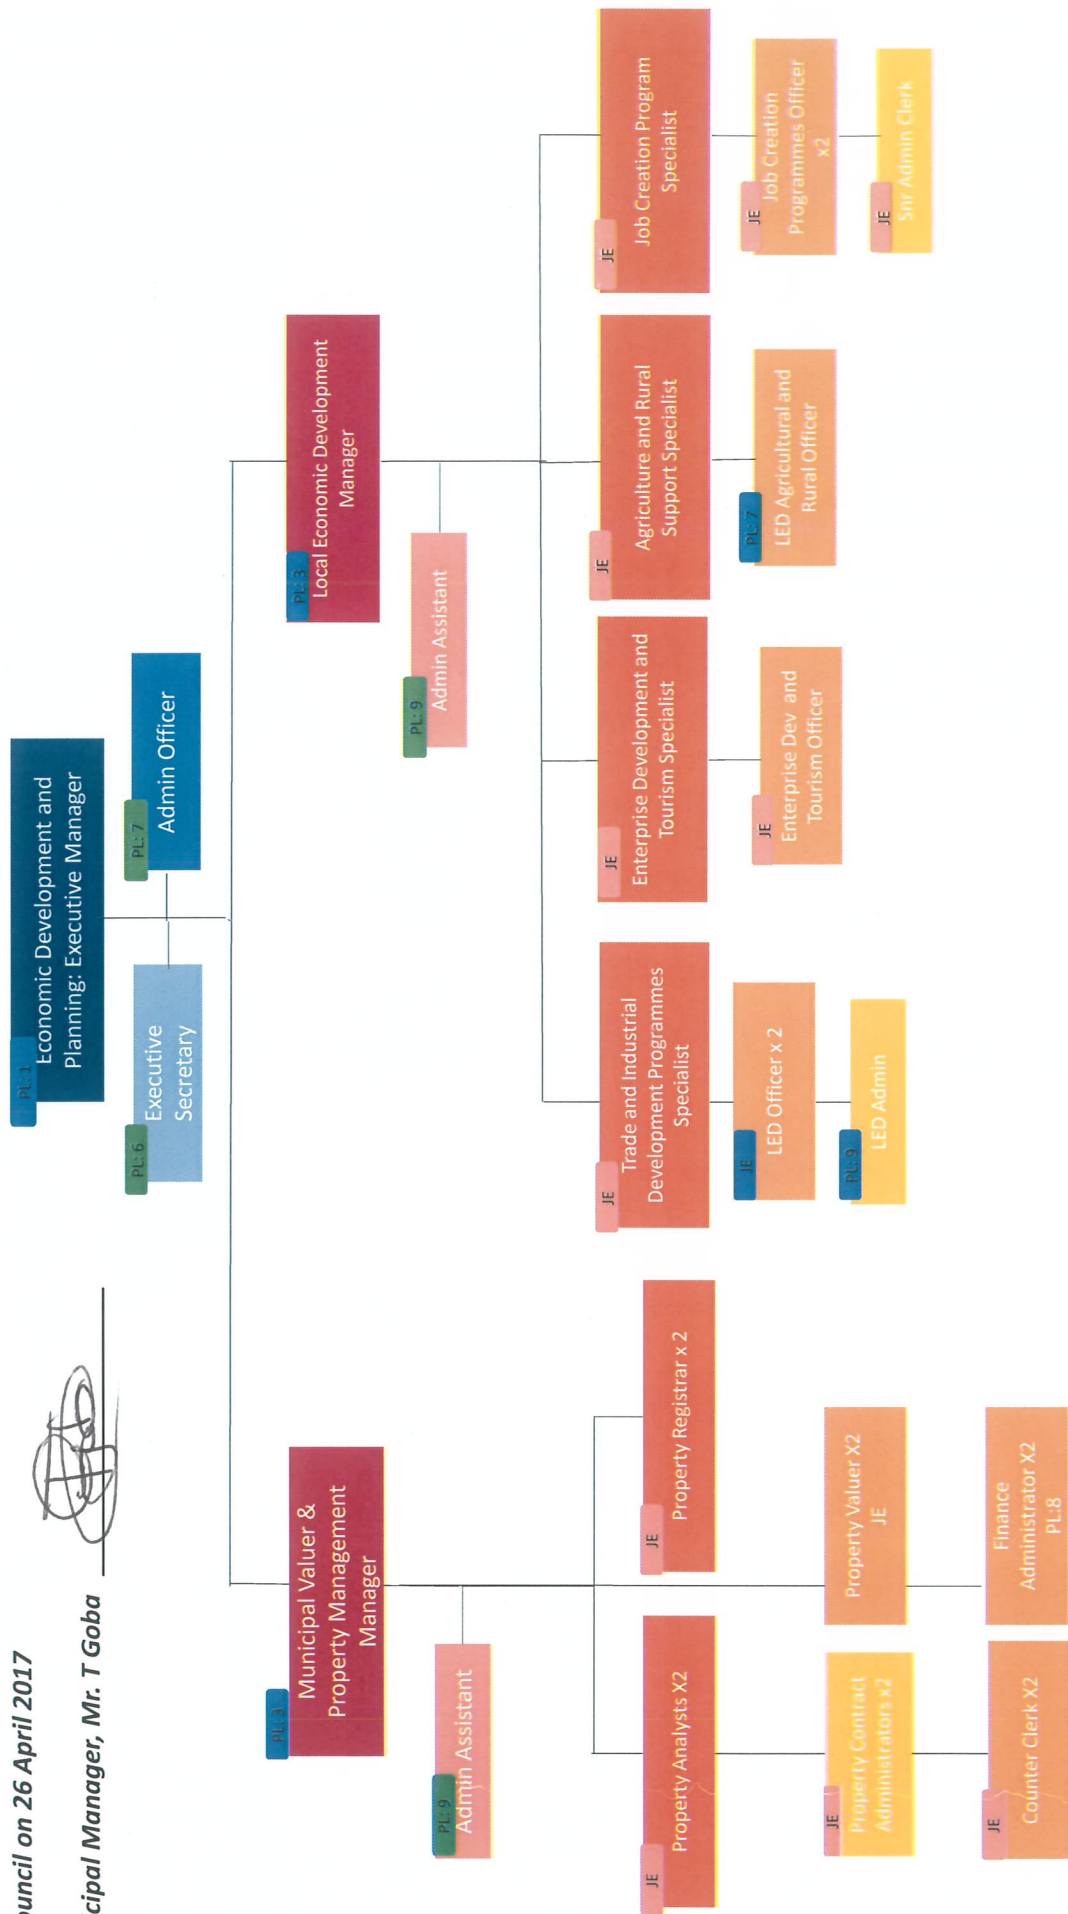 ouncil on 26 April 2017
cipal Manager, Mr. T Goba
PL: 1
Economic Development and
Planning: Executive Manager
PL: 6
Executive
Secretary
PL: 7
Admin Officer
PL: 3
Municipal Valuer &
Property Management
Manager
PL: 3
Local Economic Development
Manager
PL: 9
Admin Assistant
PL: 9
Admin Assistant
JE
Property Analysts X2
JE
Property Registrar x 2
JE
Trade and Industrial
Development Programmes
Specialist
JE
Enterprise Development and
Tourism Specialist
JE
Agriculture and Rural
Support Specialist
JE
Job Creation Program
Specialist
JE
Property Contract
Administrators x2
Property Valuer X2
JE
JE
LED Officer x 2
JE
Enterprise Dev and
Tourism Officer
PL: 7
LED Agricultural and
Rural Officer
JE
Job Creation
Programmes Officer
x2
JE
Counter Clerk X2
Finance
Administrator X2
PL:8
PL: 9
LED Admin
JE
Snr Admin Clerk